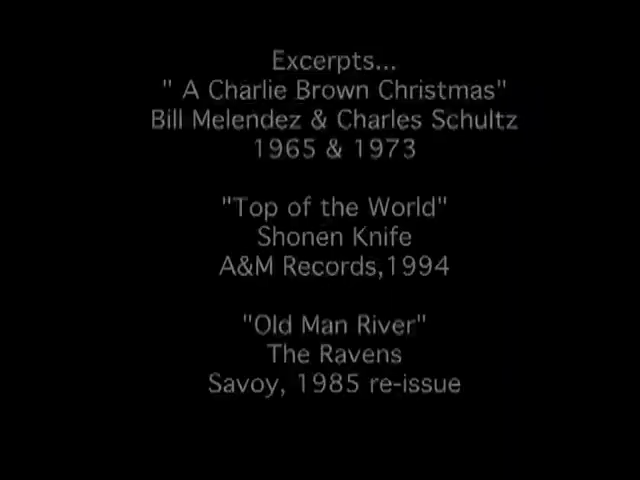 Excerpts...
" A Charlie Brown Christmas"
Bill Melendez & Charles Schultz
1965 & 1973
"Top of the World"
Shonen Knife
A&M Records,1994
"Old Man River"
The Ravens
Savoy, 1985 re-issue